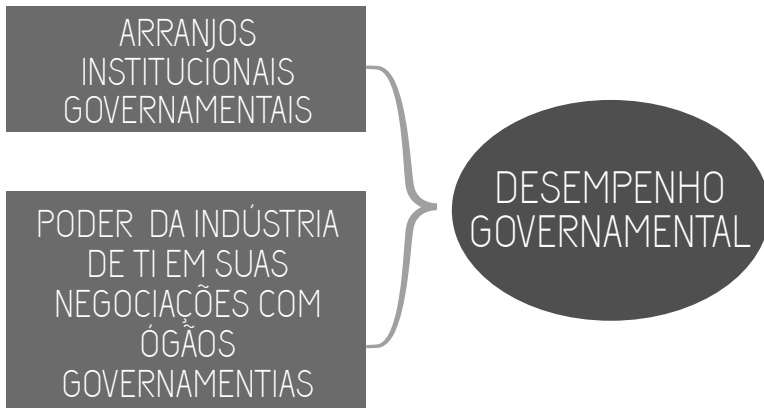 ARRANJOS
INSTITUCIONAIS
GOVERNAMENTAIS
PODER DA INDÚSTRIA
DE TI EM SUAS
NEGOCIAÇÕES COM
ÓGÃOS
GOVERNAMENTIAS
DESEMPENHO
GOVERNAMENTAL